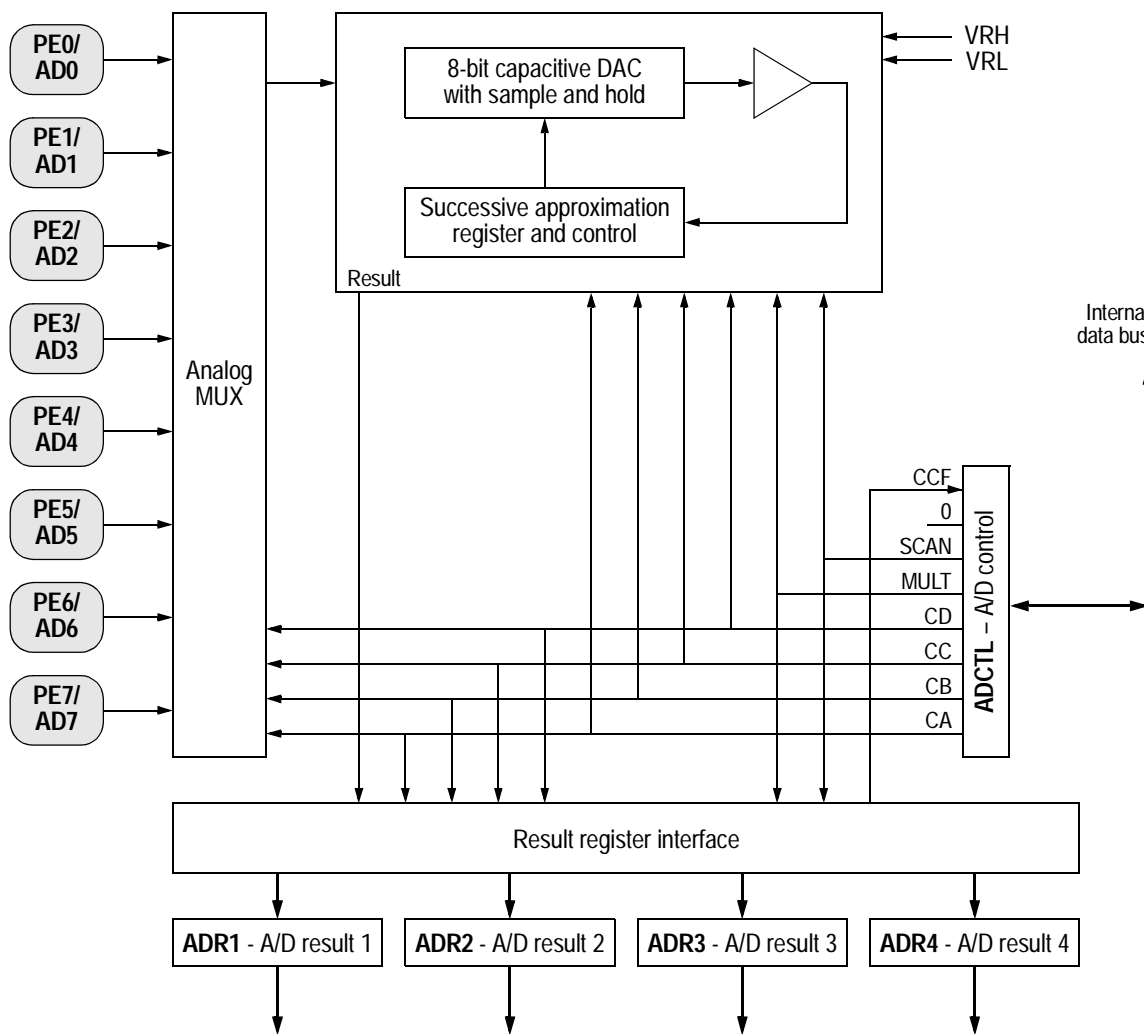 PE0/
AD0
PE1/
AD1
PE2/
AD2
PE3/
AD3
PE4/
AD4
PE5/
AD5
PE6/
AD6
PE7/
AD7
Analog
MUX
8-bit capacitive DAC
with sample and hold
Successive approximation
register and control
Result
VRH
VRL
Interna
data bus
CCF
0
SCAN
MULT
CD
CC
CB
CA
ADCTL – A/D control
Result register interface
ADR1 - A/D result 1
ADR2 - A/D result 2
ADR3 - A/D result 3
ADR4 - A/D result 4